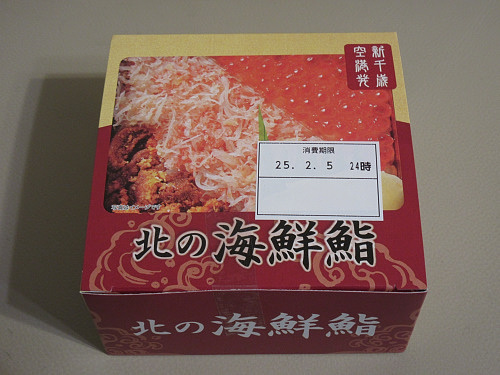 新千歳
空港発
消費期限
25. 2. 5 24時
北の海鮮鮨
北の海鮮鮨